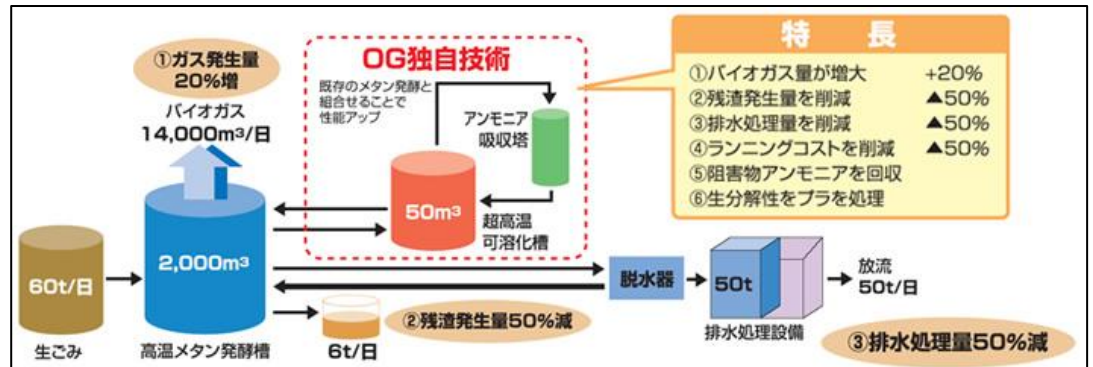 ①ガス発生量
20%増
バイオガス
14,000m³/日
OG独自技術
既存のメタン発酵と
組合せることで
性能アップ
アンモニア
吸収塔
50m³
超高温
可溶化槽
特 長
①バイオガス量が増大 +20%
②残渣発生量を削減 ▲50%
③排水処理量を削減 ▲50%
④ランニングコストを削減 ▲50%
⑤阻害物アンモニアを回収
⑥生分解性をプラを処理
60t/日
生ごみ
2,000m³
高温メタン発酵槽
6t/日
②残渣発生量50%減
脱水器
50t
排水処理設備
放流
50t/日
③排水処理量50%減